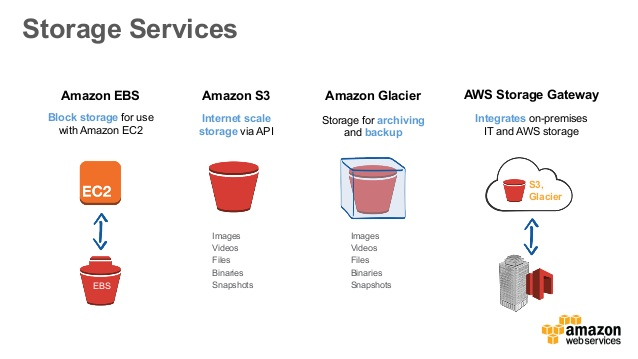 Storage Services
Amazon EBS
Block storage for use
with Amazon EC2
EC2
EBS
Amazon S3
Internet scale
storage via API
Images
Videos
Files
Binaries
Snapshots
Amazon Glacier
Storage for archiving
and backup
Images
Videos
Files
Binaries
Snapshots
AWS Storage Gateway
Integrates on-premises
IT and AWS storage
S3,
Glacier
amazon
webservices